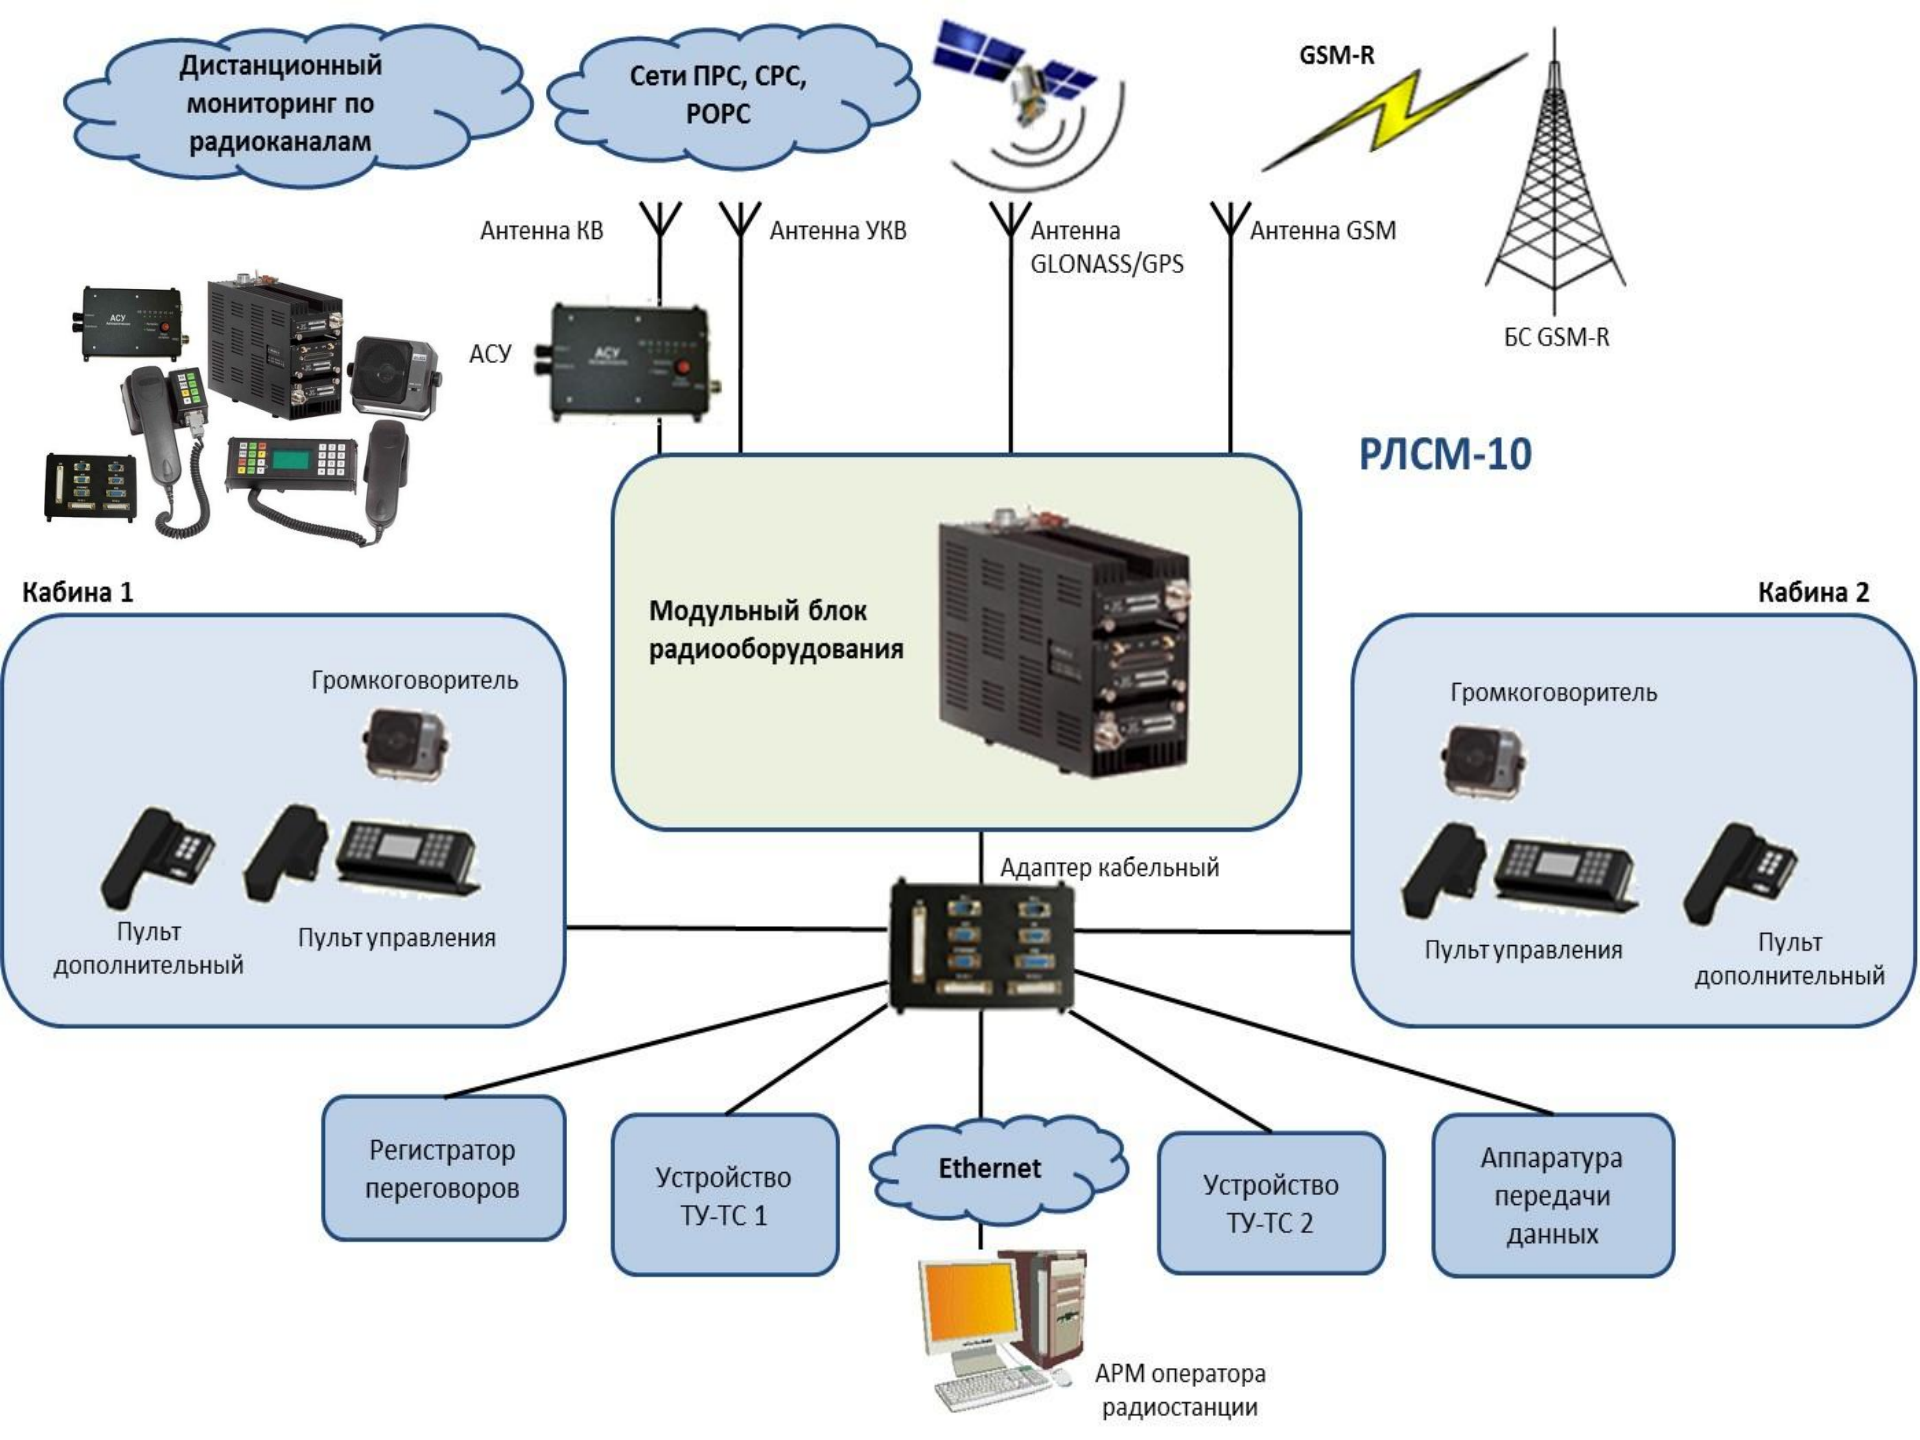 Дистанционный
мониторинг по
радиоканалам
Сети ПРС, СРС,
РОРС
GSM-R
Антенна КВ
Антенна УКВ
Антенна
GLONASS/GPS
Антенна GSM
БС GSM-R
АСУ
АСУ
АСУ
РЛСМ-10
Модульный блок
радиооборудования
Кабина 1
Громкоговоритель
Пульт
дополнительный
Пульт управления
Кабина 2
Громкоговоритель
Пульт управления
Пульт
дополнительный
Адаптер кабельный
Регистратор
переговоров
Устройство
ТУ-ТС 1
Ethernet
Устройство
ТУ-ТС 2
Аппаратура
передачи
данных
АРМ оператора
радиостанции